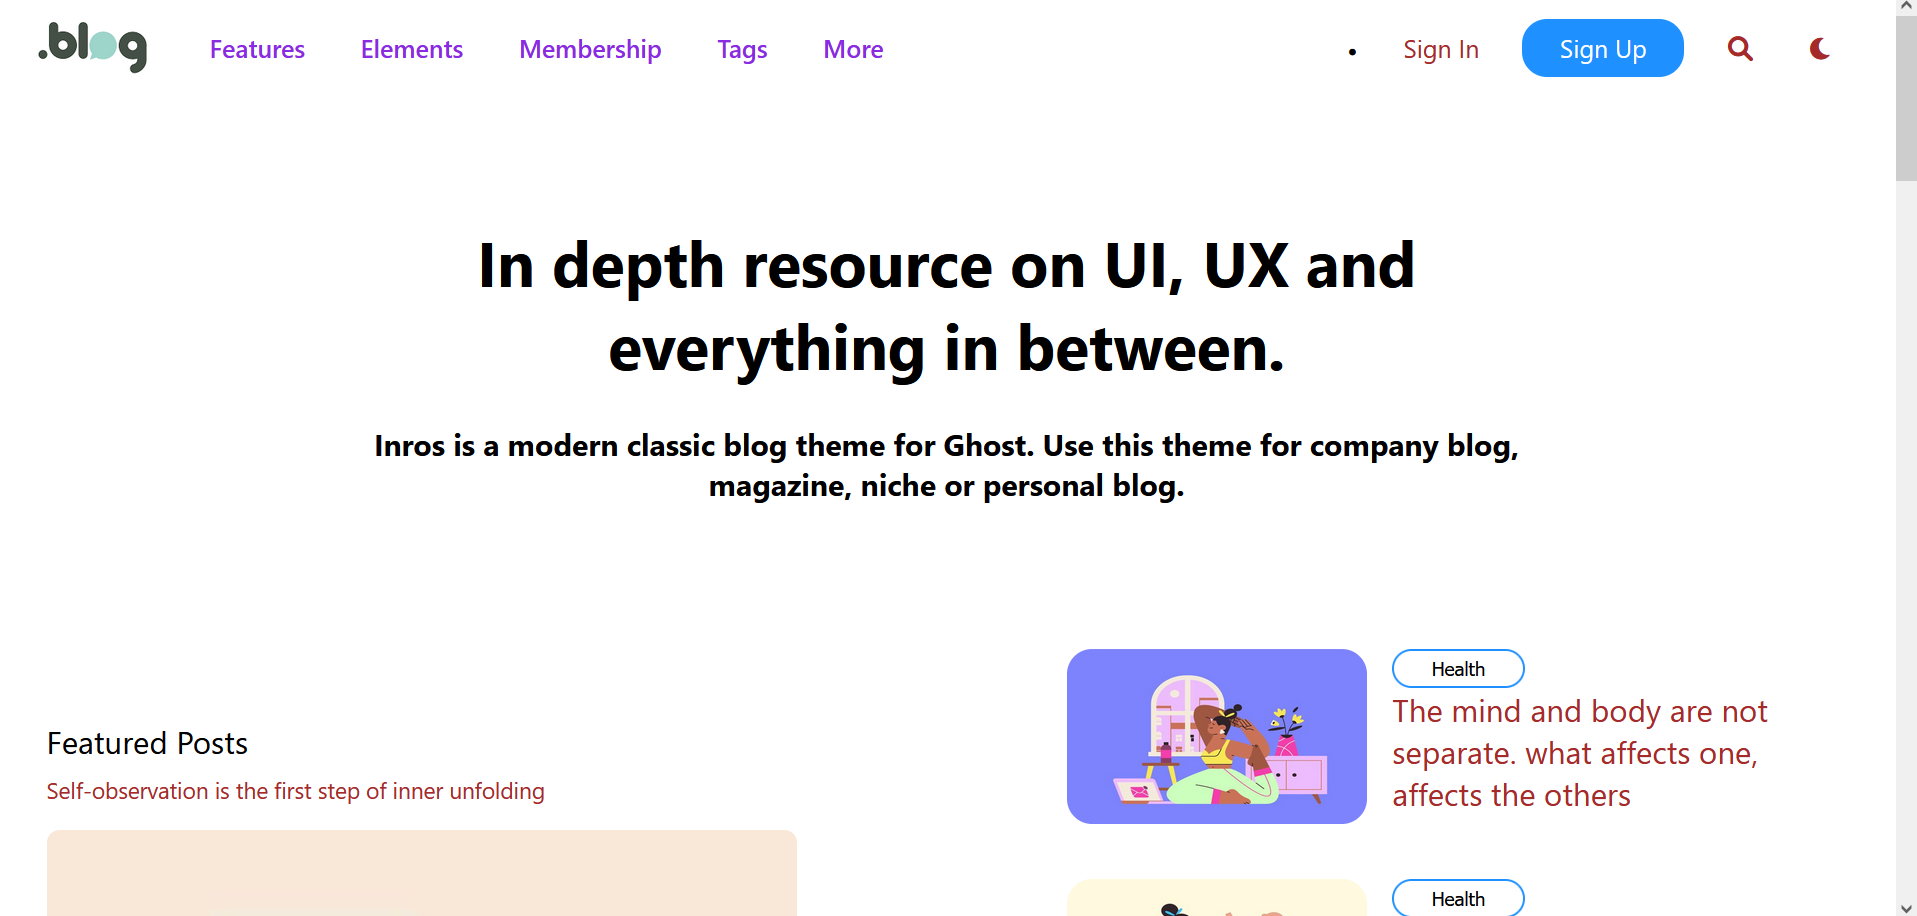 .blog
Features Elements Membership Tags More
Sign In Sign Up
In depth resource on UI, UX and
everything in between.
Inros is a modern classic blog theme for Ghost. Use this theme for company blog,
magazine, niche or personal blog.
Featured Posts
Self-observation is the first step of inner unfolding
Health
The mind and body are not
separate. what affects one,
affects the others
Health